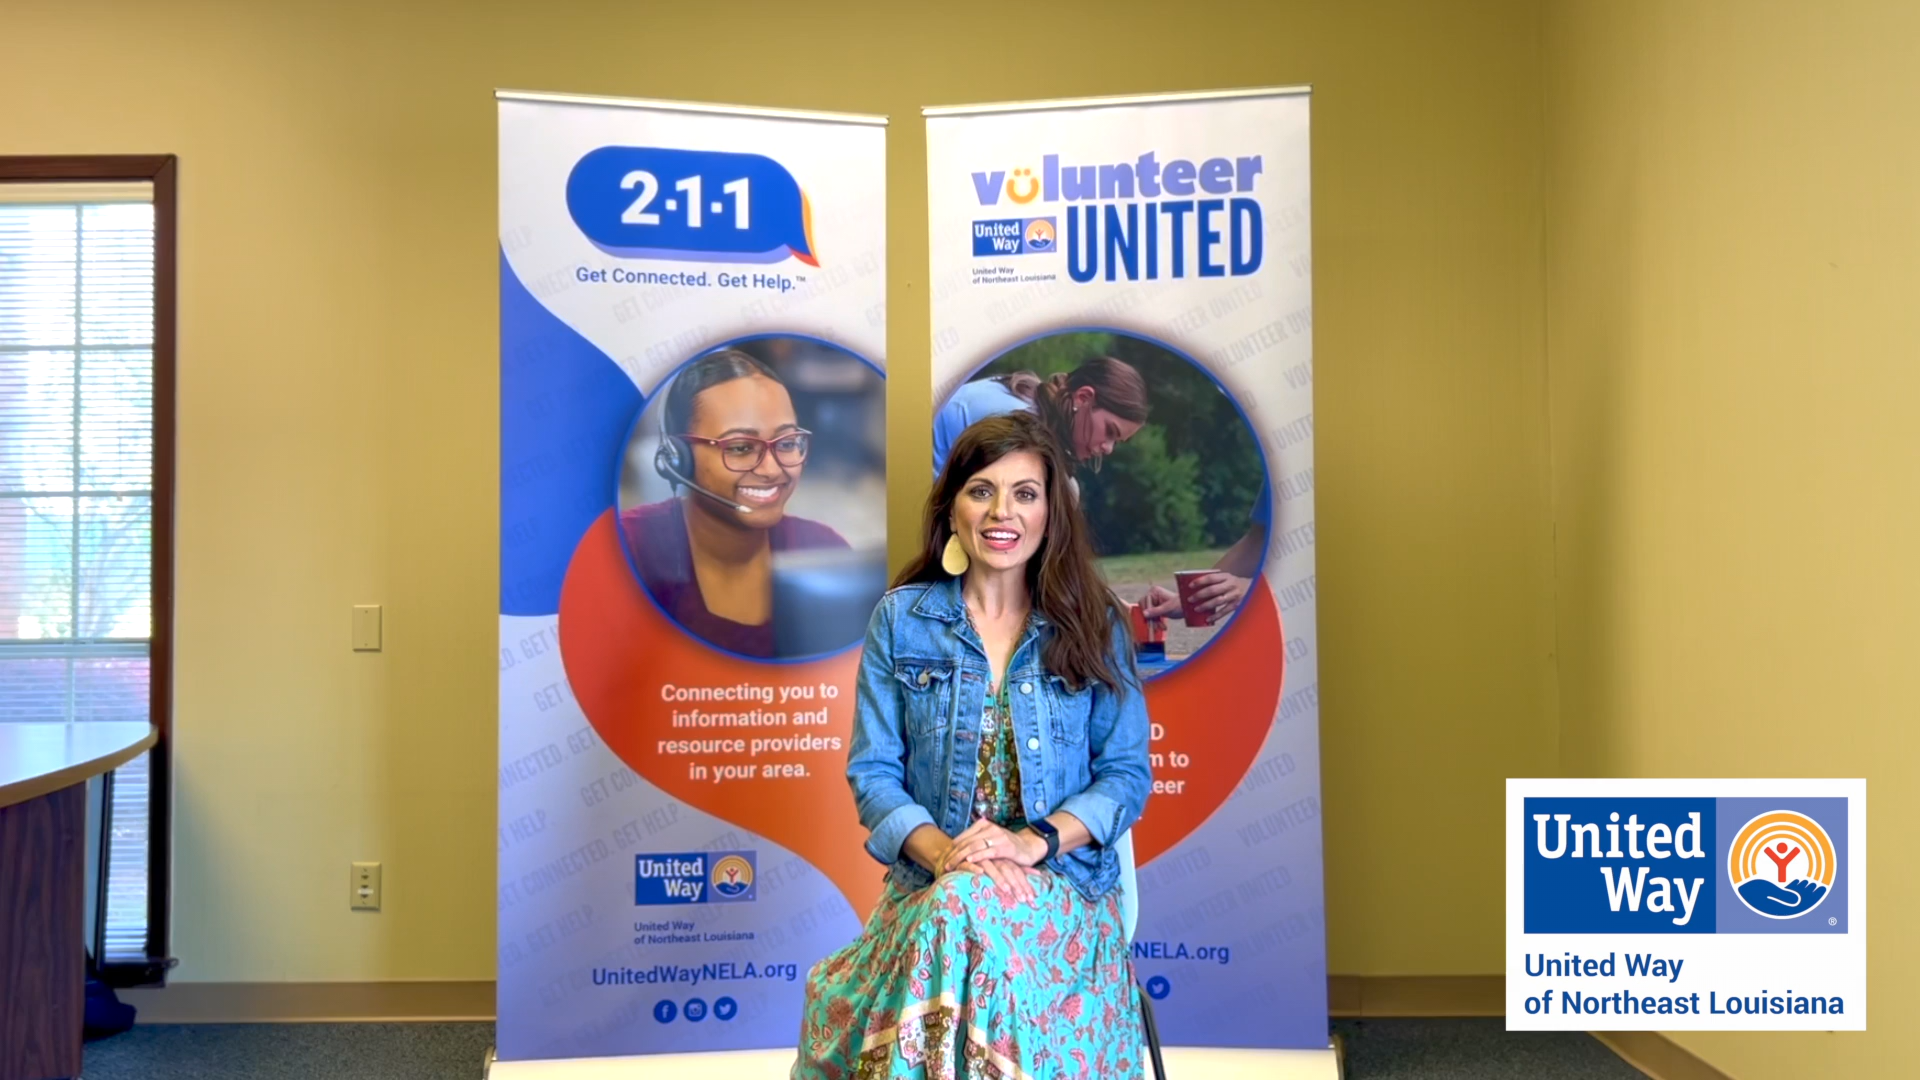 2·1·1
Get Connected. Get Help.™
Connecting you to
information and
resource providers
in your area.
United
Way
United Way
of Northeast Louisiana
UnitedWayNELA.org
volunteer
UNITED
United
Way
United Way
of Northeast Louisiana
D
m to
eer
NELA.org
United
Way
®
United Way
of Northeast Louisiana